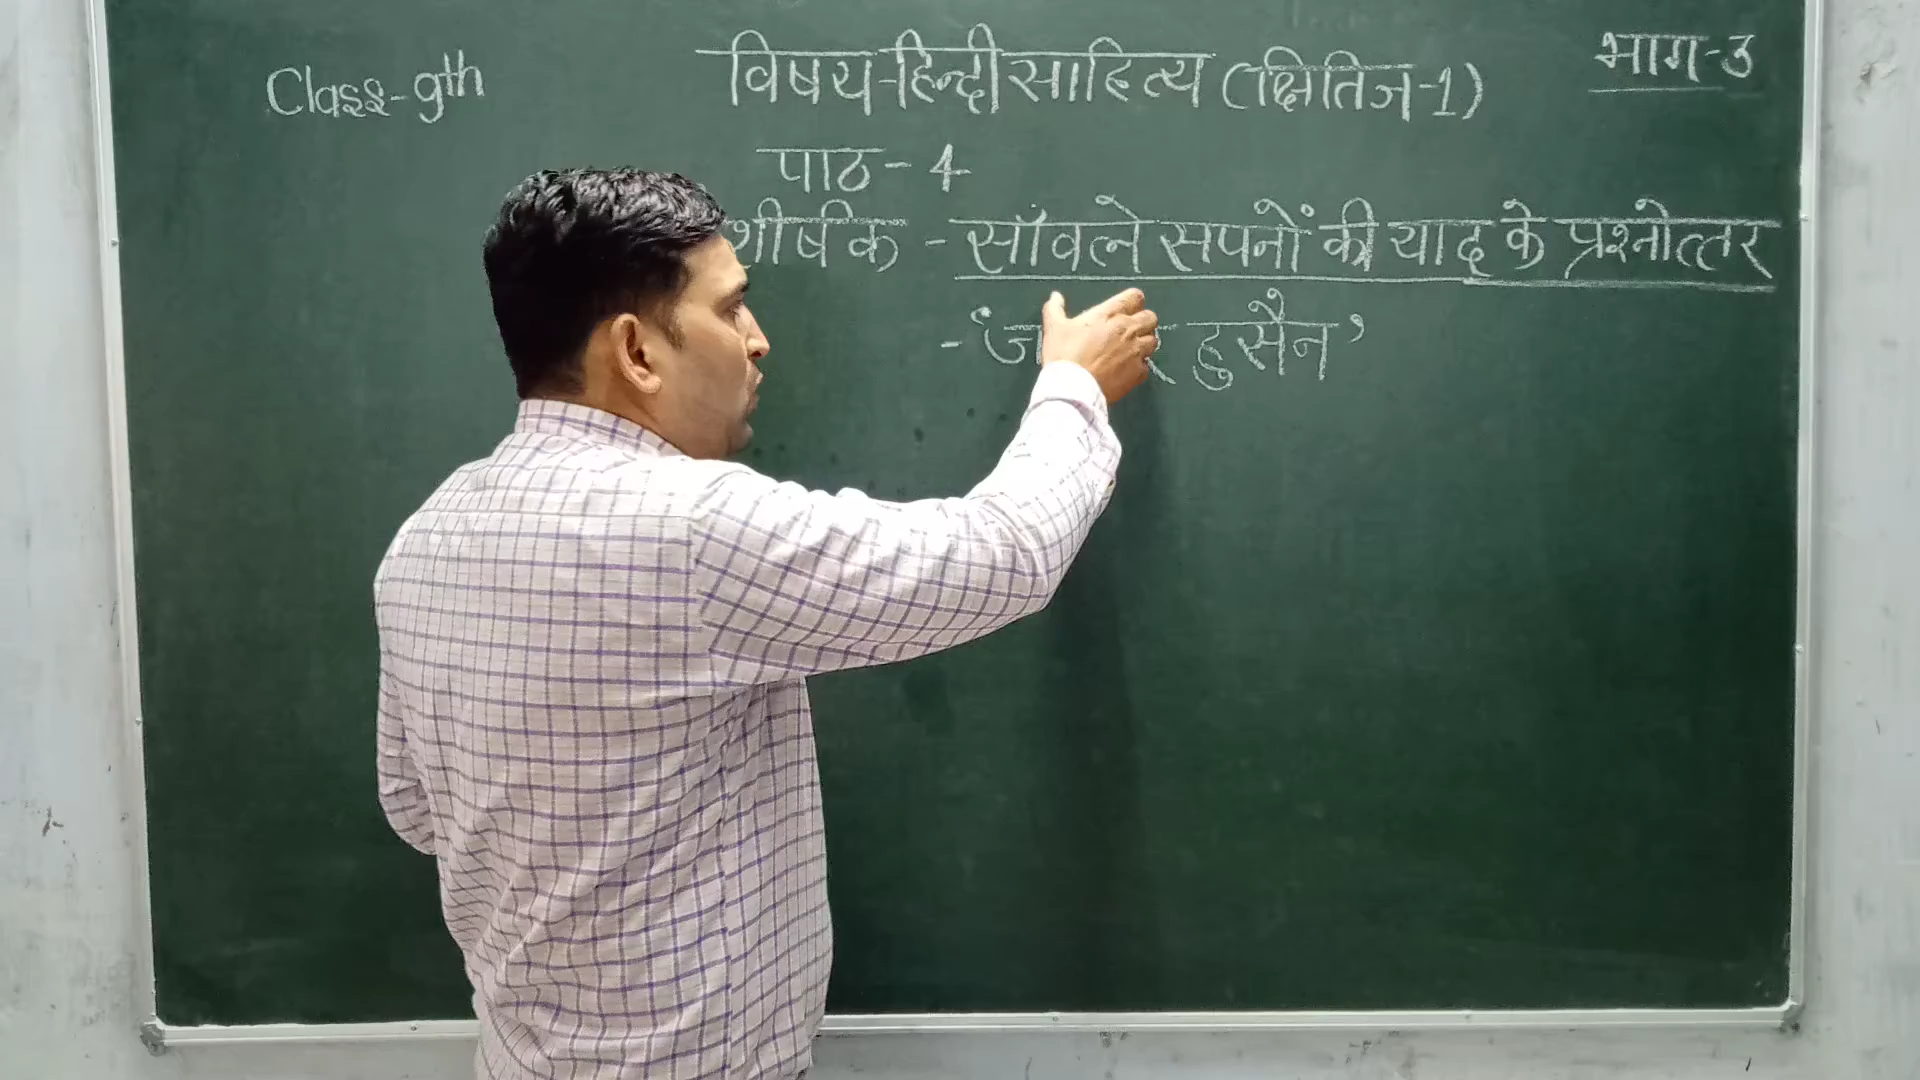 Class-9th
विषय-हिन्दी साहित्य (क्षितिज-1)
भाग-3
पाठ-4
शीर्षक - साँवले सपनों की याद के प्रश्नोत्तर
हुसैन’